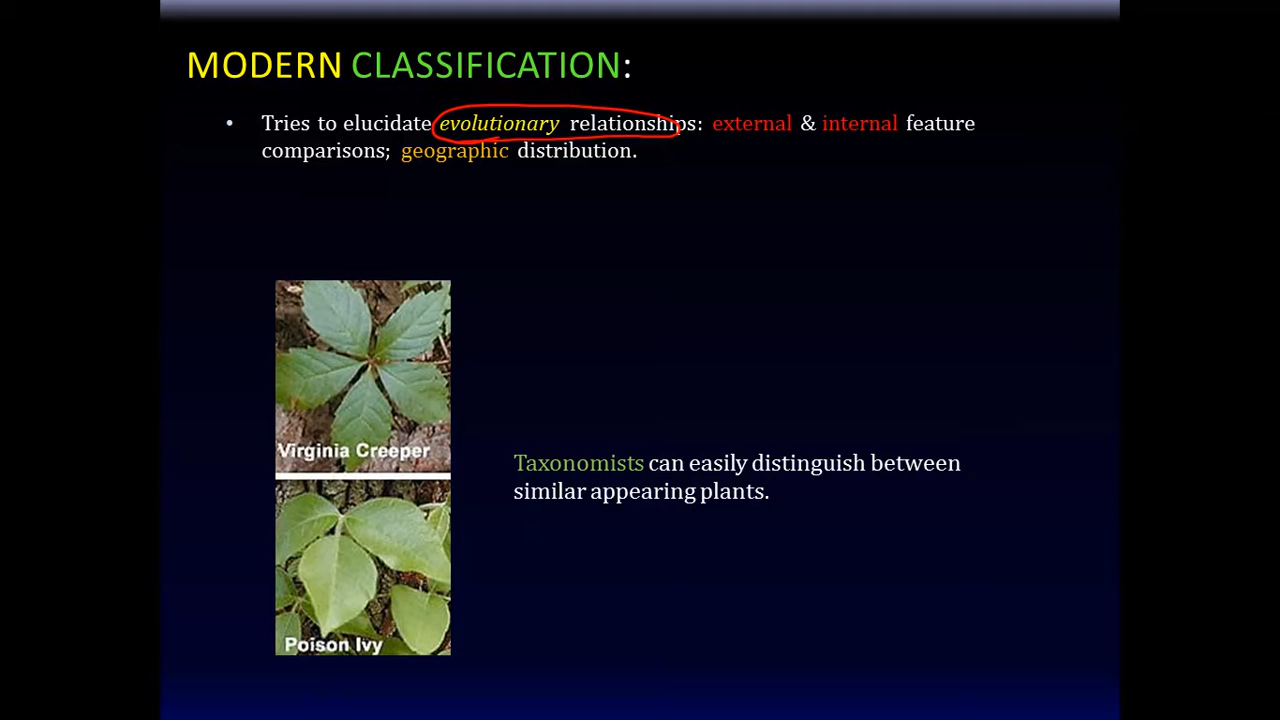 MODERN CLASSIFICATION:
• Tries to elucidate evolutionary relationships: external & internal feature
comparisons; geographic distribution.
Virginia Creeper
Taxonomists can easily distinguish between
similar appearing plants.
Poison Ivy